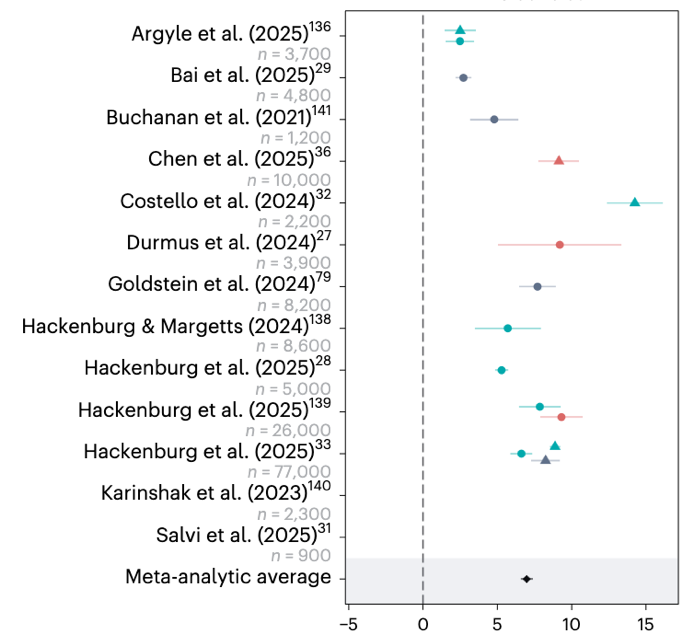 Argyle et al. (2025)136
n = 3,700
Bai et al. (2025)29
n = 4,800
Buchanan et al. (2021)141
n = 1,200
Chen et al. (2025)36
n = 10,000
Costello et al. (2024)32
n = 2,200
Durmus et al. (2024)27
n = 3,900
Goldstein et al. (2024)79
n = 8,200
Hackenburg & Margetts (2024)138
n = 8,600
Hackenburg et al. (2025)28
n = 5,000
Hackenburg et al. (2025)139
n = 26,000
Hackenburg et al. (2025)33
n = 77,000
Karinshak et al. (2023)140
n = 2,300
Salvi et al. (2025)31
n = 900
Meta-analytic average
−5 0 5 10 15